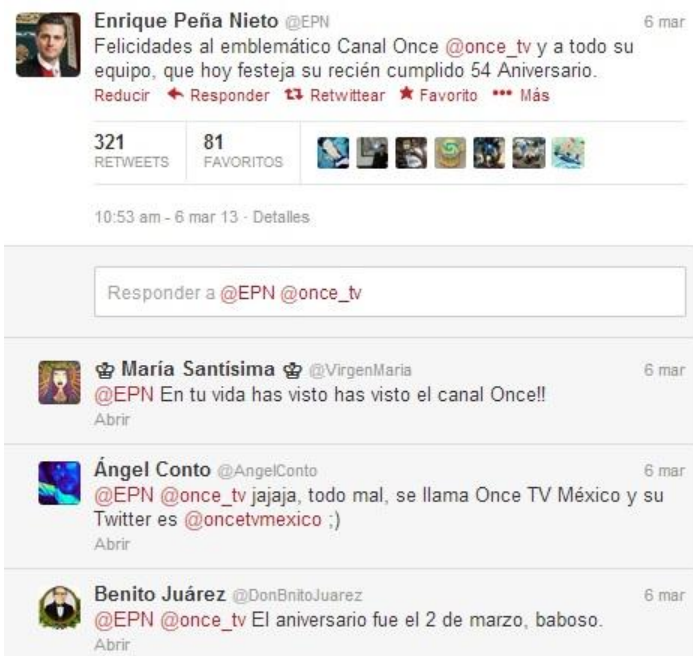 Enrique Peña Nieto @EPN 6 mar
Felicidades al emblemático Canal Once @once_tv y a todo su
equipo, que hoy festeja su recién cumplido 54 Aniversario.
Reducir Responder Retwittear Favorito Más
321 81
RETWEETS FAVORITOS
10:53 am - 6 mar 13 · Detalles
Responder a @EPN @once_tv
♔ María Santísima ♔ @VirgenMaria 6 mar
@EPN En tu vida has visto has visto el canal Once!!
Abrir
Ángel Conto @AngelConto 6 mar
@EPN @once_tv jajaja, todo mal, se llama Once TV México y su
Twitter es @oncetvmexico ;)
Abrir
Benito Juárez @DonBnitoJuarez 6 mar
@EPN @once_tv El aniversario fue el 2 de marzo, baboso.
Abrir